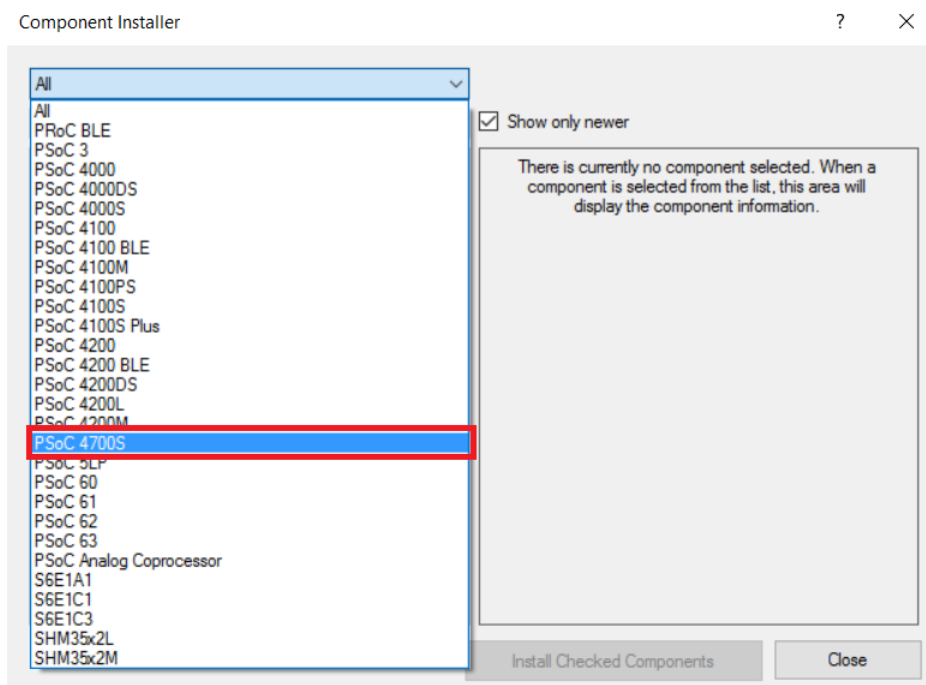 Component Installer
?
All
All
PRoC BLE
PSoC 3
PSoC 4000
PSoC 4000DS
PSoC 4000S
PSoC 4100
PSoC 4100 BLE
PSoC 4100M
PSoC 4100PS
PSoC 4100S
PSoC 4100S Plus
PSoC 4200
PSoC 4200 BLE
PSoC 4200DS
PSoC 4200L
PSoC 4200M
PSoC 4700S
PSoC 5LP
PSoC 60
PSoC 61
PSoC 62
PSoC 63
PSoC Analog Coprocessor
S6E1A1
S6E1C1
S6E1C3
SHM35x2L
SHM35x2M
Show only newer
There is currently no component selected. When a
component is selected from the list, this area will
display the component information.
Install Checked Components
Close